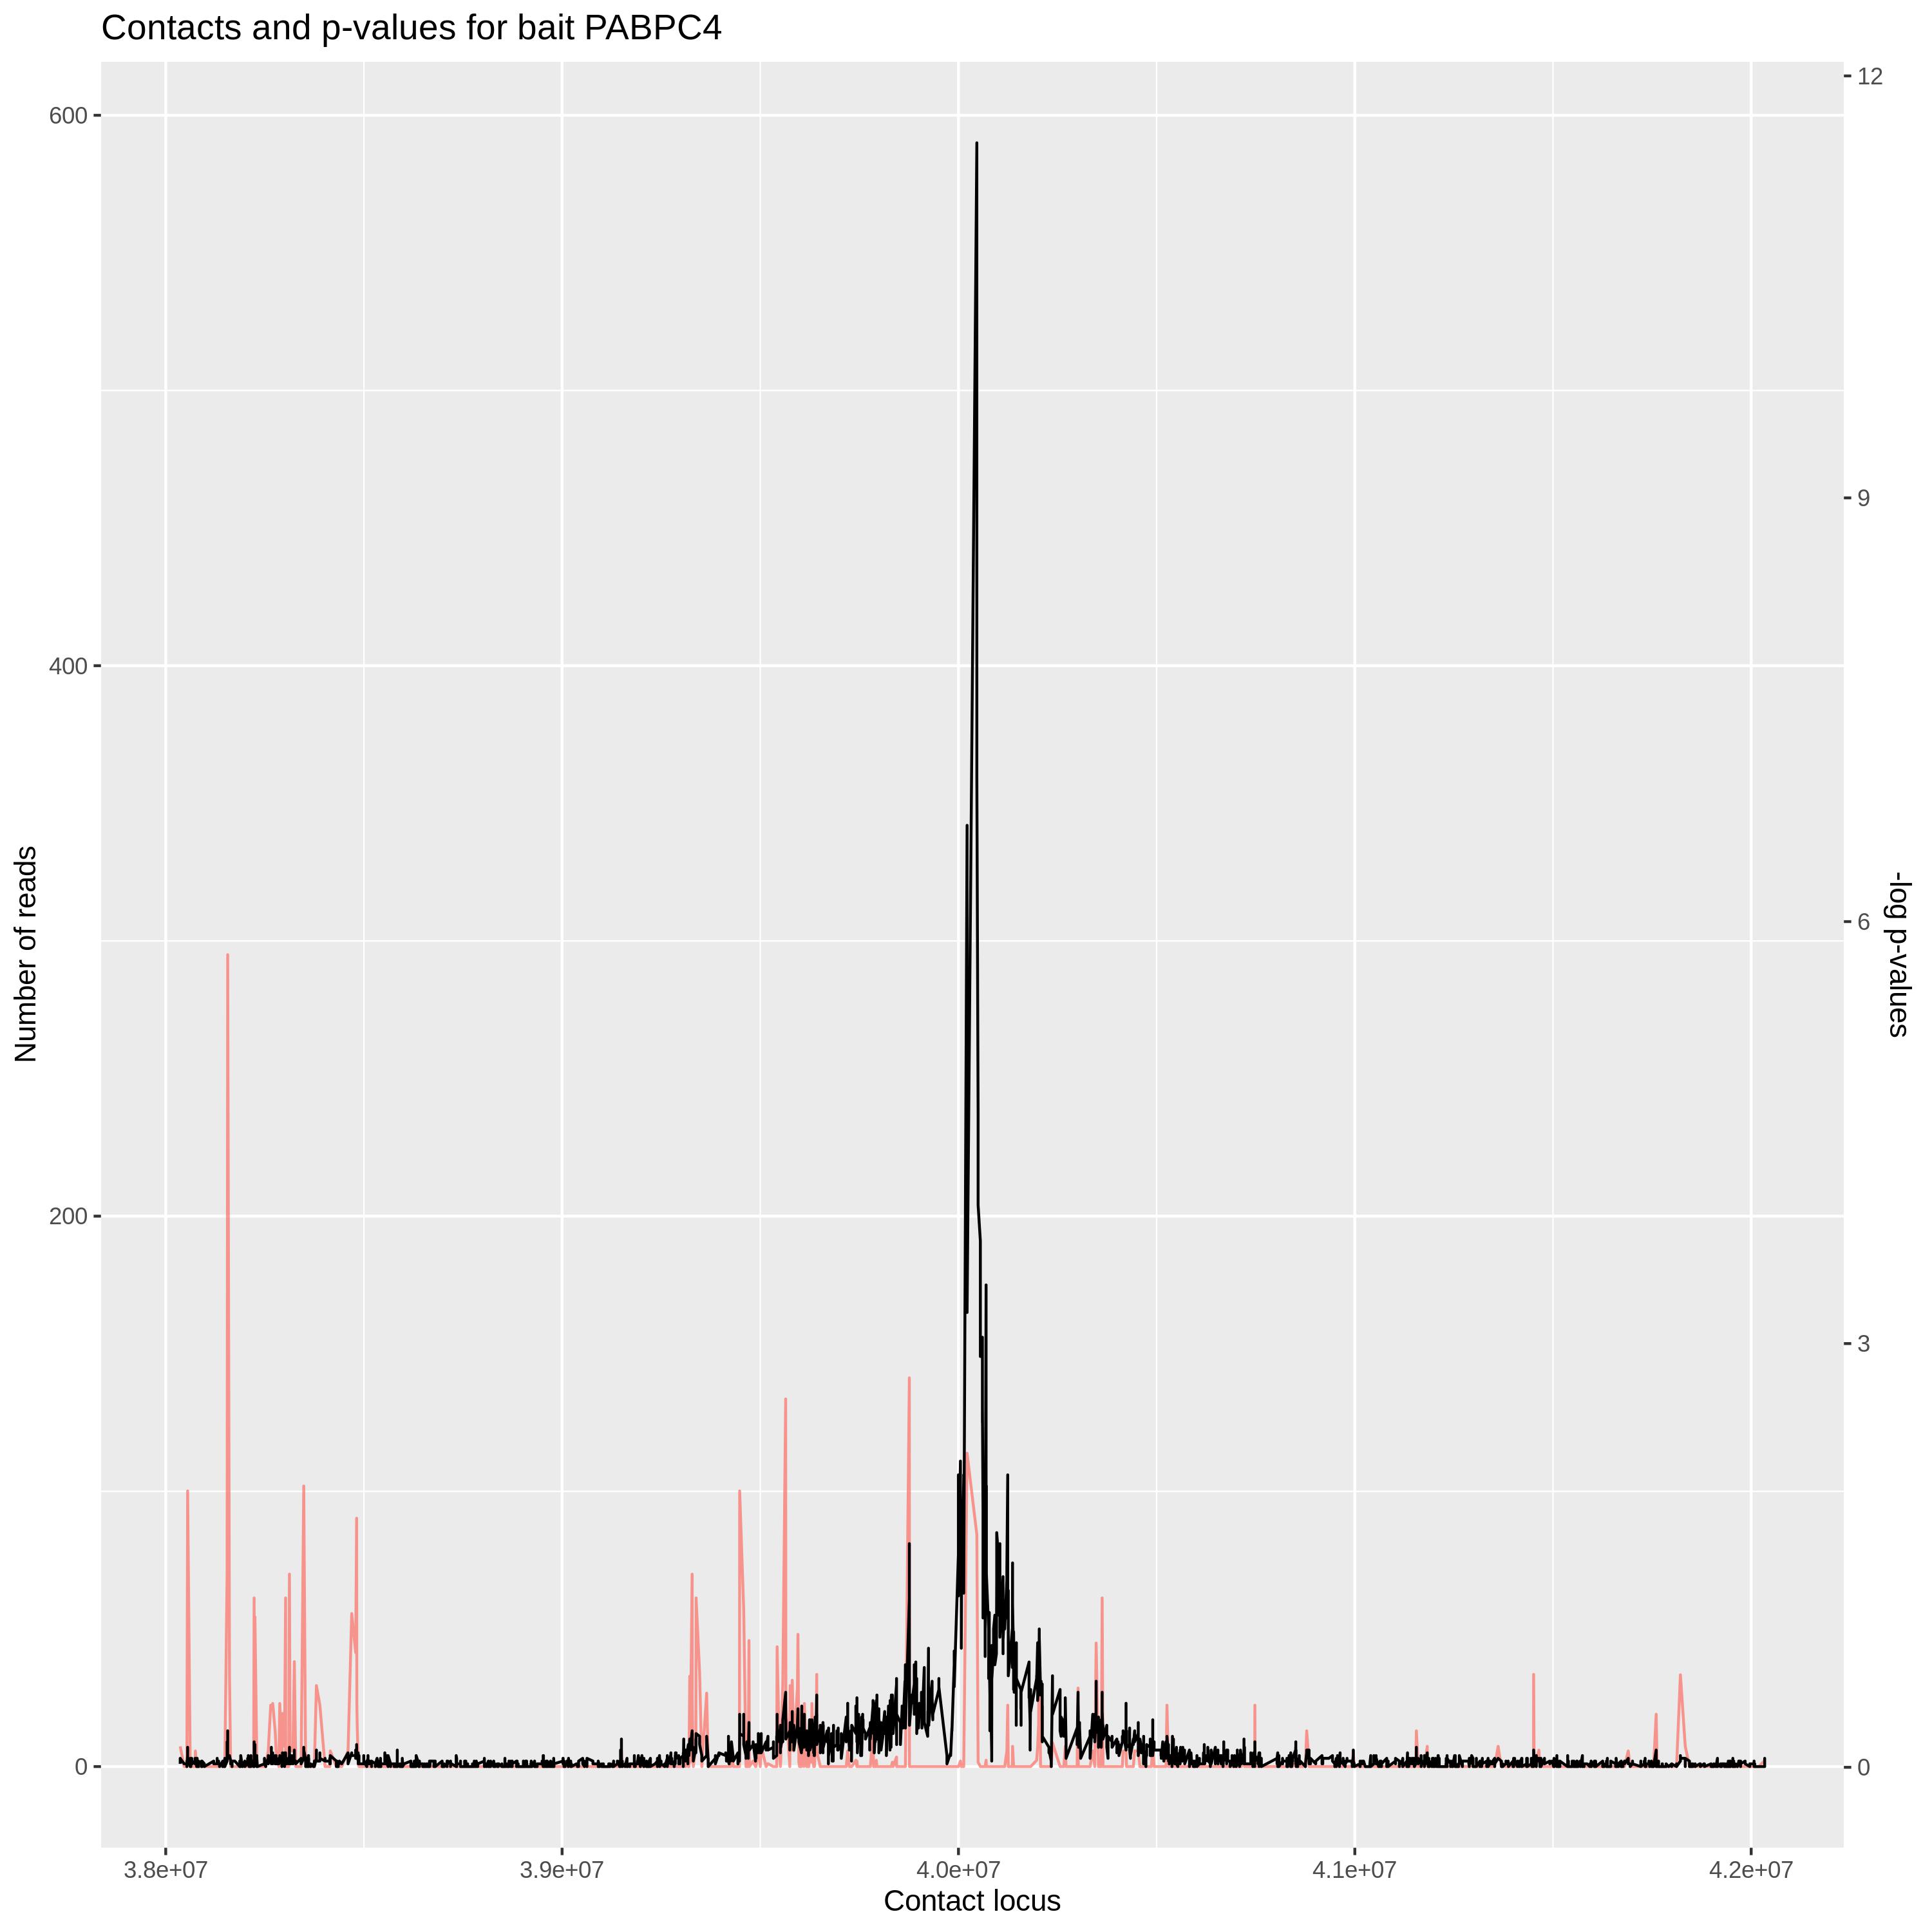 Contacts and p-values for bait PABPC4
600
400
200
0
12
9
6
3
0
Number of reads
-log p-values
3.8e+07
3.9e+07
4.0e+07
4.1e+07
4.2e+07
Contact locus